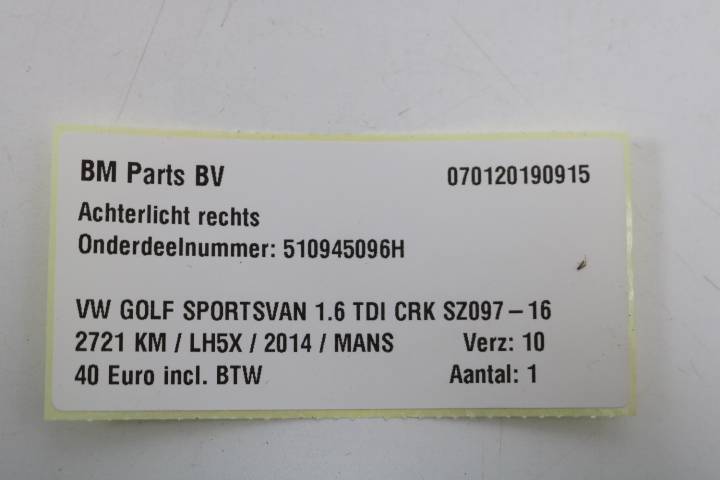 BM Parts BV 070120190915
Achterlicht rechts
Onderdeelnummer: 510945096H
VW GOLF SPORTSVAN 1.6 TDI CRK SZ097-16
2721 KM / LH5X / 2014 / MANS Verz: 10
40 Euro incl. BTW Aantal: 1